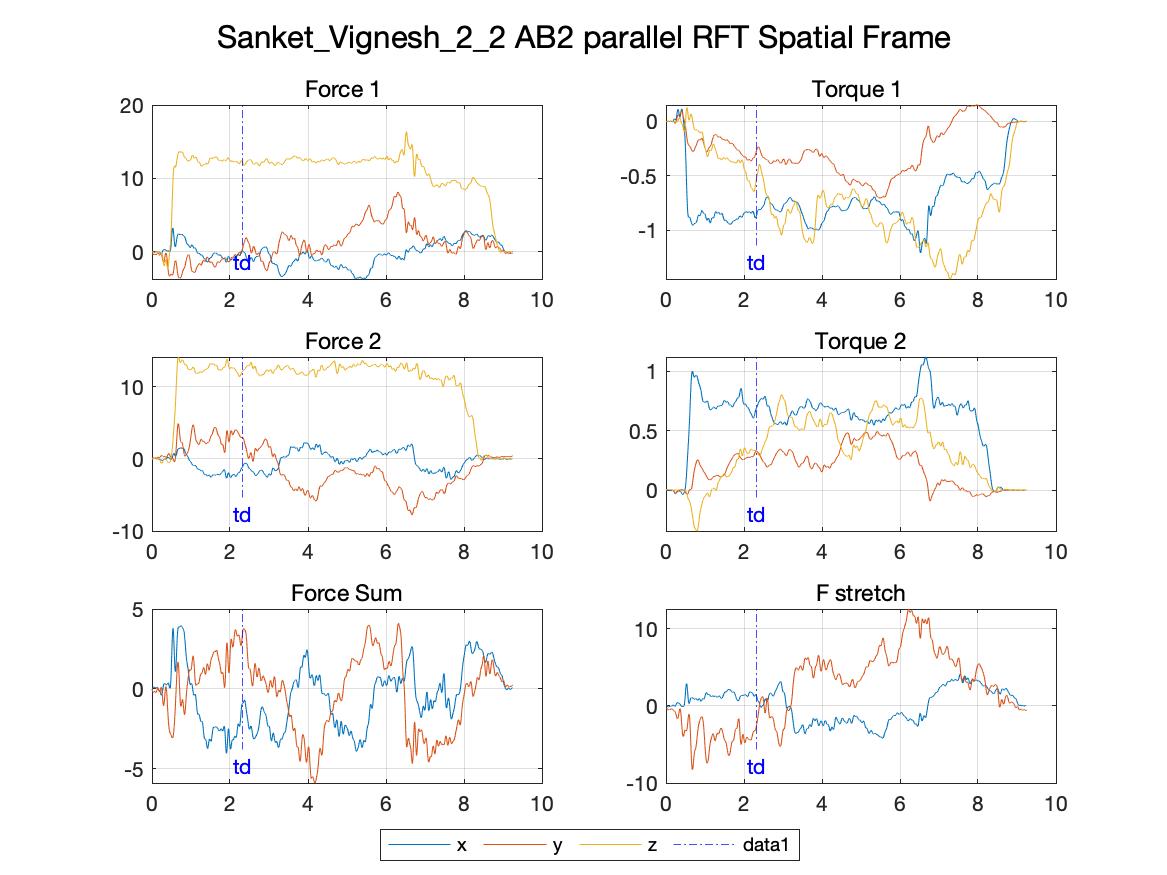 Sanket_Vignesh_2_2 AB2 parallel RFT Spatial Frame
Force 1
20
10
0
td
0 2 4 6 8 10
Torque 1
0
-0.5
-1
td
0 2 4 6 8 10
Force 2
10
0
-10
td
0 2 4 6 8 10
Torque 2
1
0.5
0
td
0 2 4 6 8 10
Force Sum
5
0
-5
td
0 2 4 6 8 10
F stretch
10
0
-10
td
0 2 4 6 8 10
x y z data1